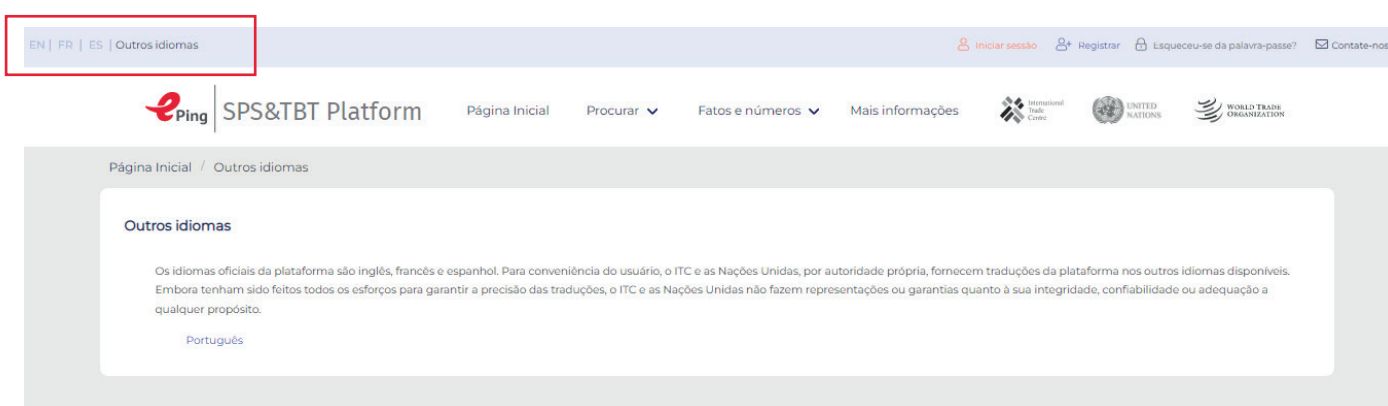 EN | FR | ES | Outros idiomas
Iniciar sessão Registrar Esqueceu-se da palavra-passe? Contate-nos
ePing SPS&TBT Platform Página Inicial Procurar Fatos e números Mais informações
International
Trade
Centre
UNITED
NATIONS
WORLD TRADE
ORGANIZATION
Página Inicial / Outros idiomas
Outros idiomas
Os idiomas oficiais da plataforma são inglês, francês e espanhol. Para conveniência do usuário, o ITC e as Nações Unidas, por autoridade própria, fornecem traduções da plataforma nos outros idiomas disponíveis.
Embora tenham sido feitos todos os esforços para garantir a precisão das traduções, o ITC e as Nações Unidas não fazem representações ou garantias quanto à sua integridade, confiabilidade ou adequação a
qualquer propósito.
Português